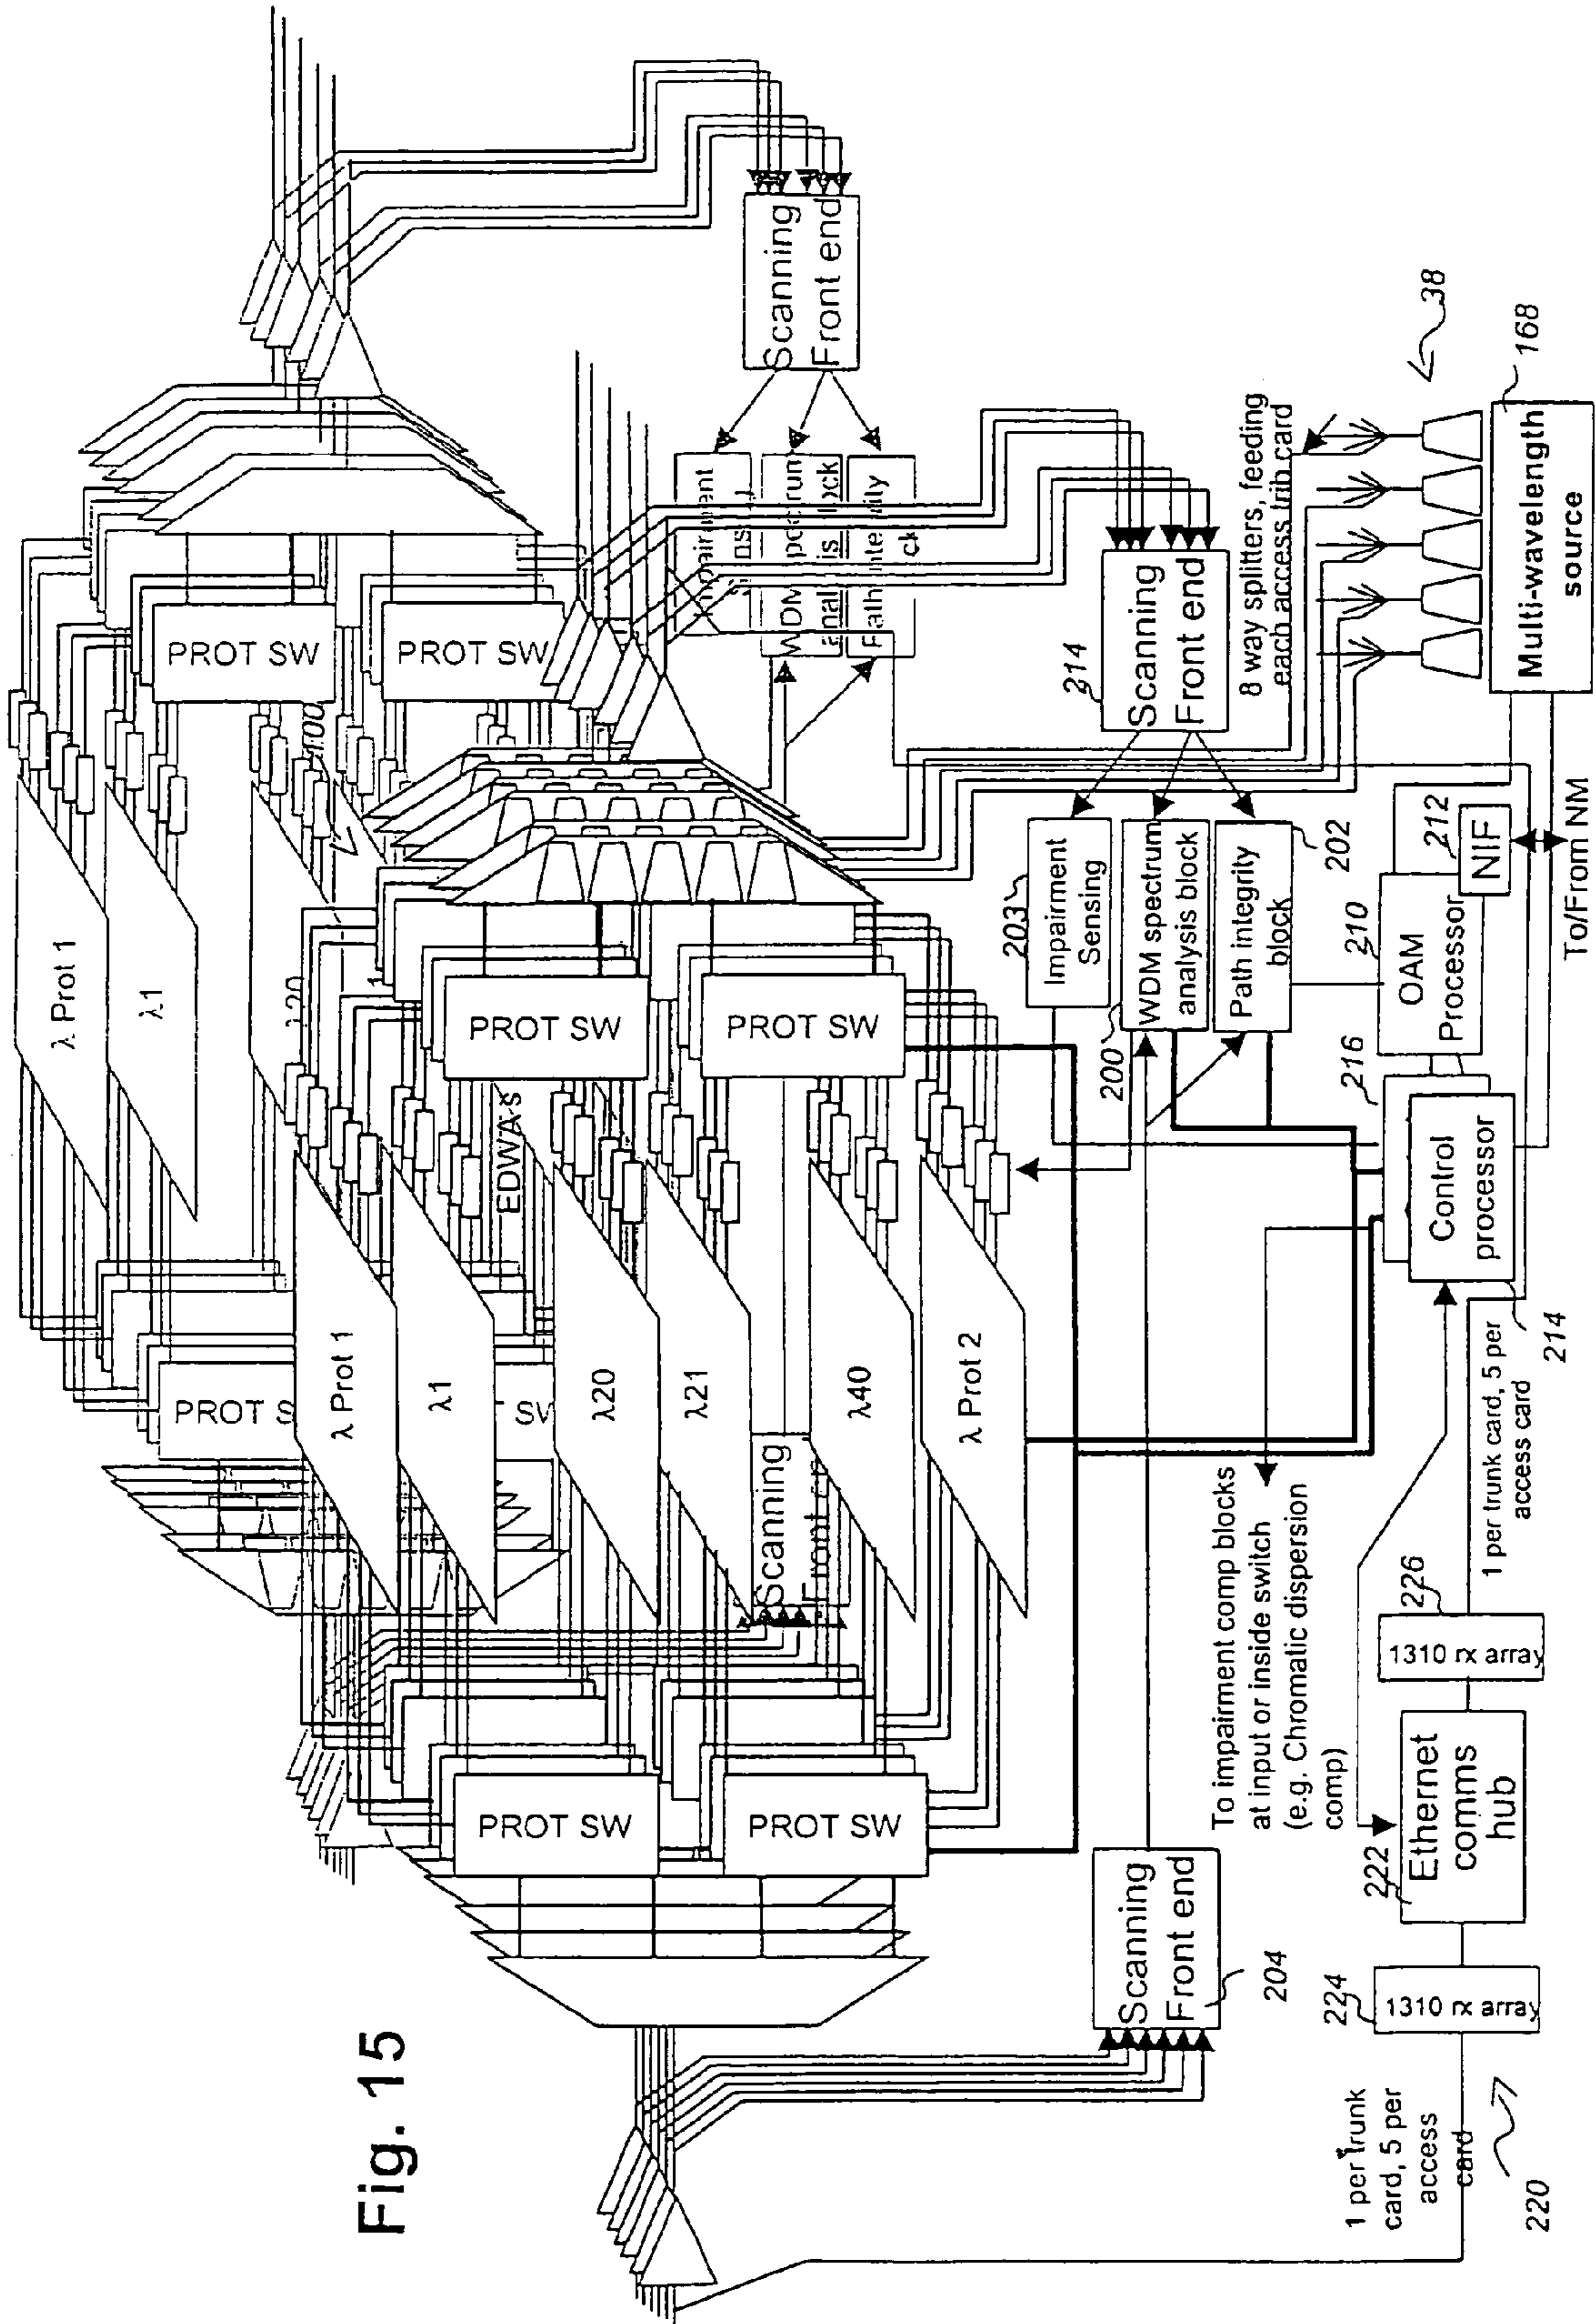 Fig. 15
λ Prot 1
λ1
λ20
PROT SW
PROT SW
100
λ Prot 1
λ1
λ20
λ21
λ40
λ Prot 2
EDWA's
PROT S
SW
PROT SW
PROT SW
PROT SW
PROT SW
Scanning
Front end
Scanning
Scanning
Front end
214
Scanning
Front end
204
203
Impairment
Sensing
200
WDM spectrum
analysis block
Path integrity
block
202
8 way splitters, feeding
each access trib card
38
168
Multi-wavelength
source
210
OAM
Processor
212
NIF
To/From NM
216
Control
processor
214
To impairment comp blocks
at input or inside switch
(e.g. Chromatic dispersion
comp)
1 per trunk card, 5 per
access card
226
1310 rx array
222
Ethernet
comms
hub
224
1310 rx array
1 per trunk
card, 5 per
access
card
220